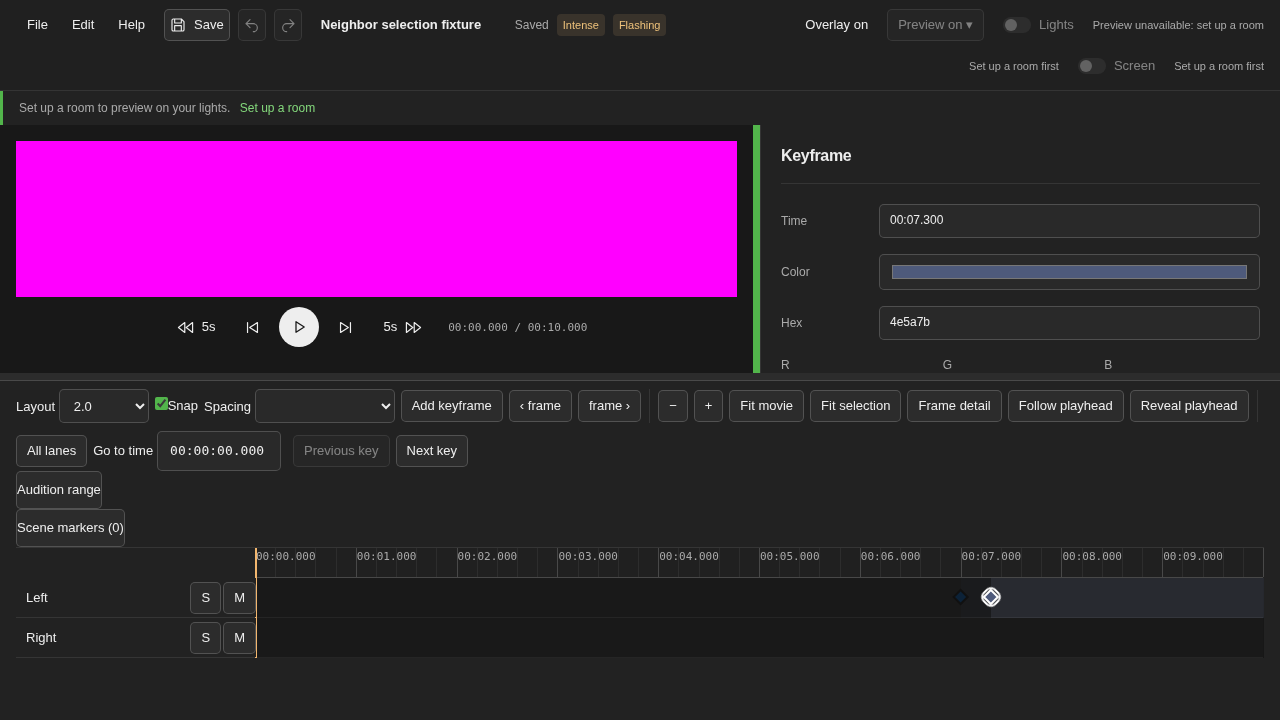 File Edit Help Save Neighbor selection fixture Saved Intense Flashing Overlay on Preview on ▾ Lights Preview unavailable: set up a room
Set up a room first Screen Set up a room first
Set up a room to preview on your lights. Set up a room
Keyframe
Time 00:07.300
Color
Hex 4e5a7b
R G B
5s 5s 00:00.000 / 00:10.000
Layout 2.0 Snap Spacing Add keyframe ‹ frame frame › − + Fit movie Fit selection Frame detail Follow playhead Reveal playhead
All lanes Go to time 00:00:00.000 Previous key Next key
Audition range
Scene markers (0)
00:00.000 00:01.000 00:02.000 00:03.000 00:04.000 00:05.000 00:06.000 00:07.000 00:08.000 00:09.000
Left S M
Right S M